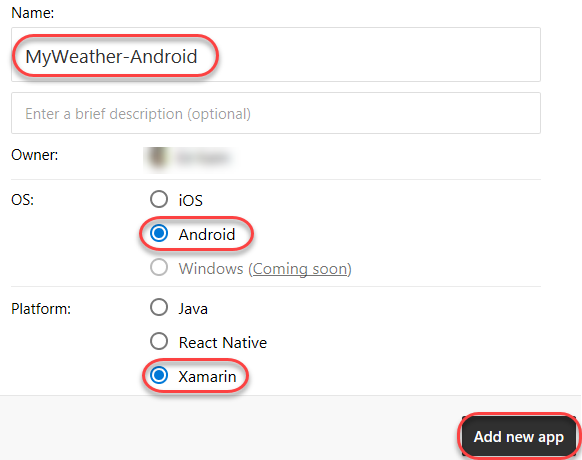 Name:
MyWeather-Android
Enter a brief description (optional)
Owner:
OS:
iOS
Android
Windows (Coming soon)
Platform:
Java
React Native
Xamarin
Add new app